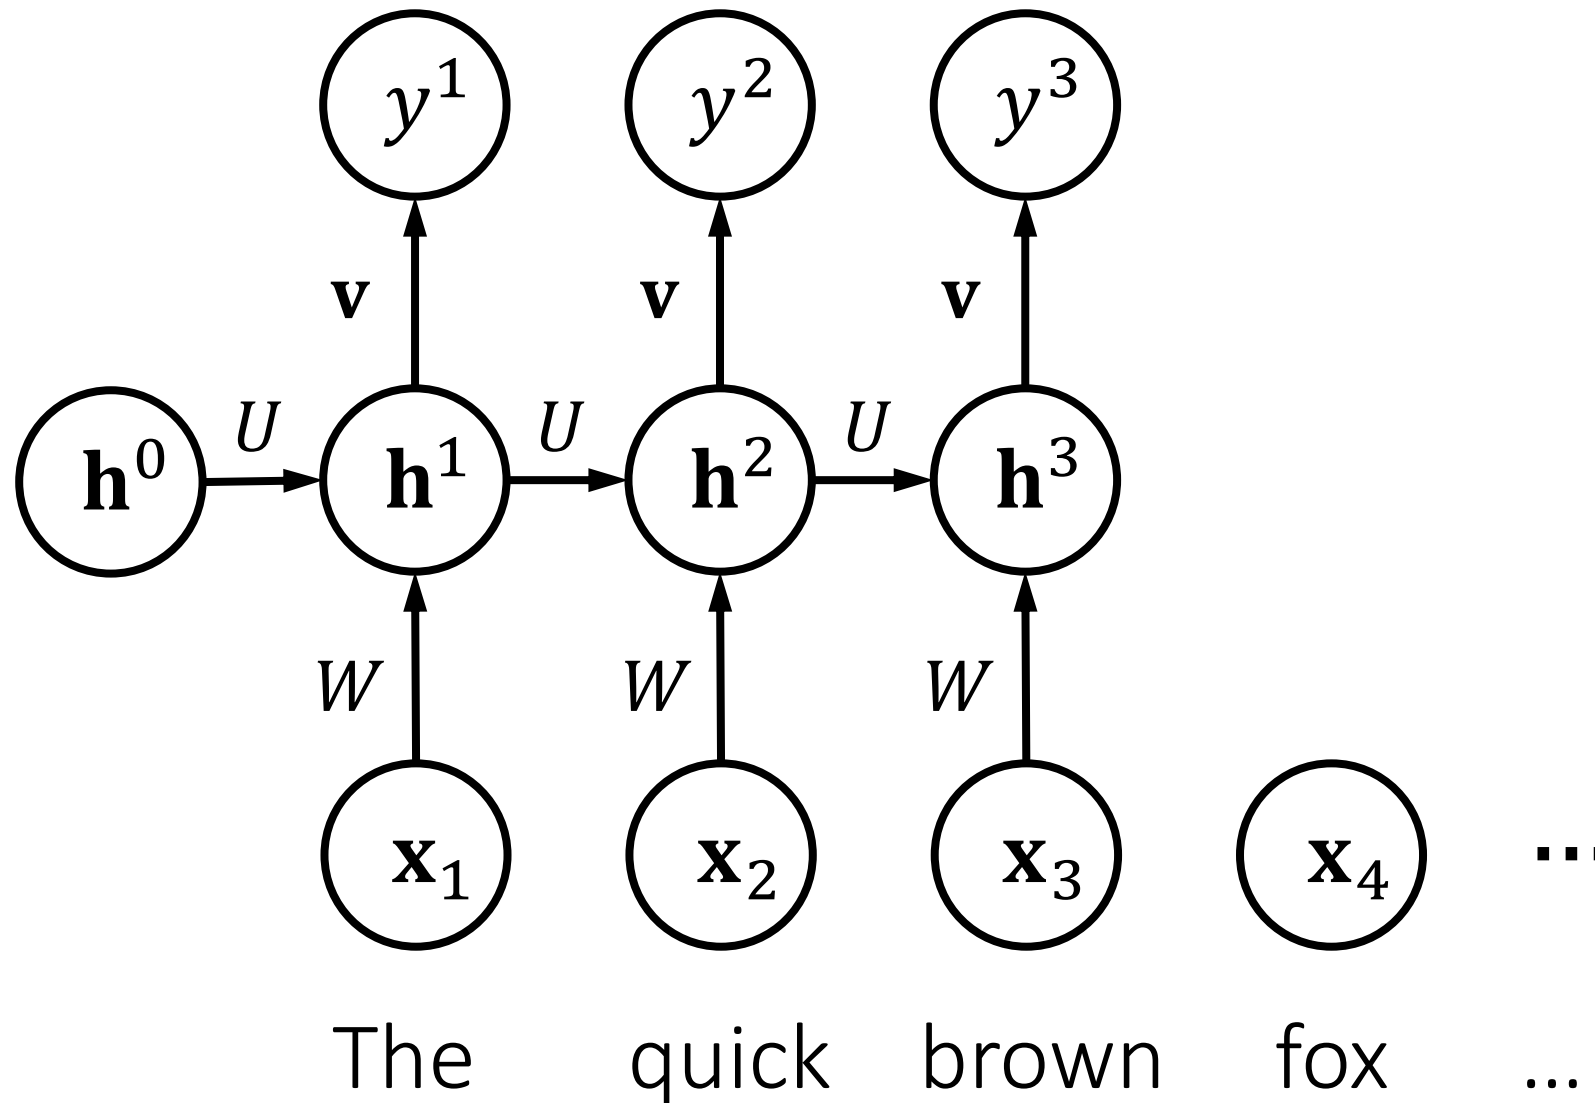 y¹ y² y³
v v v
U U U
h⁰ h¹ h² h³
W W W
x₁ x₂ x₃ x₄ ...
The quick brown fox ...